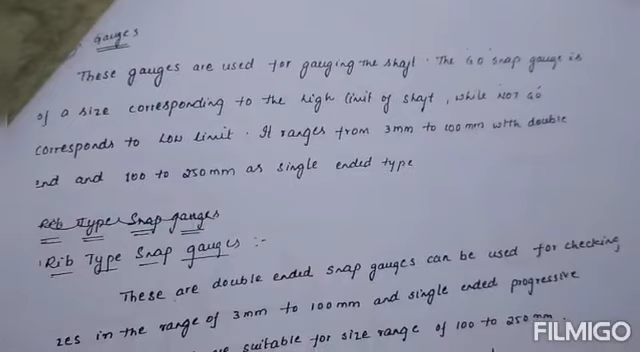 Gauges
These gauges are used for gauging the shaft. The GO snap gauge is
of a size corresponding to the high limit of shaft, while NOT GO
corresponds to Low limit. It ranges from 3mm to 100 mm with double
end and 100 to 250mm as single ended type
Rib Type Snap gauges
Rib Type Snap gauges :-
These are double ended snap gauges can be used for checking
zes in the range of 3mm to 100mm and single ended progressive
suitable for size range of 100 to 250 mm.
FILMIGO